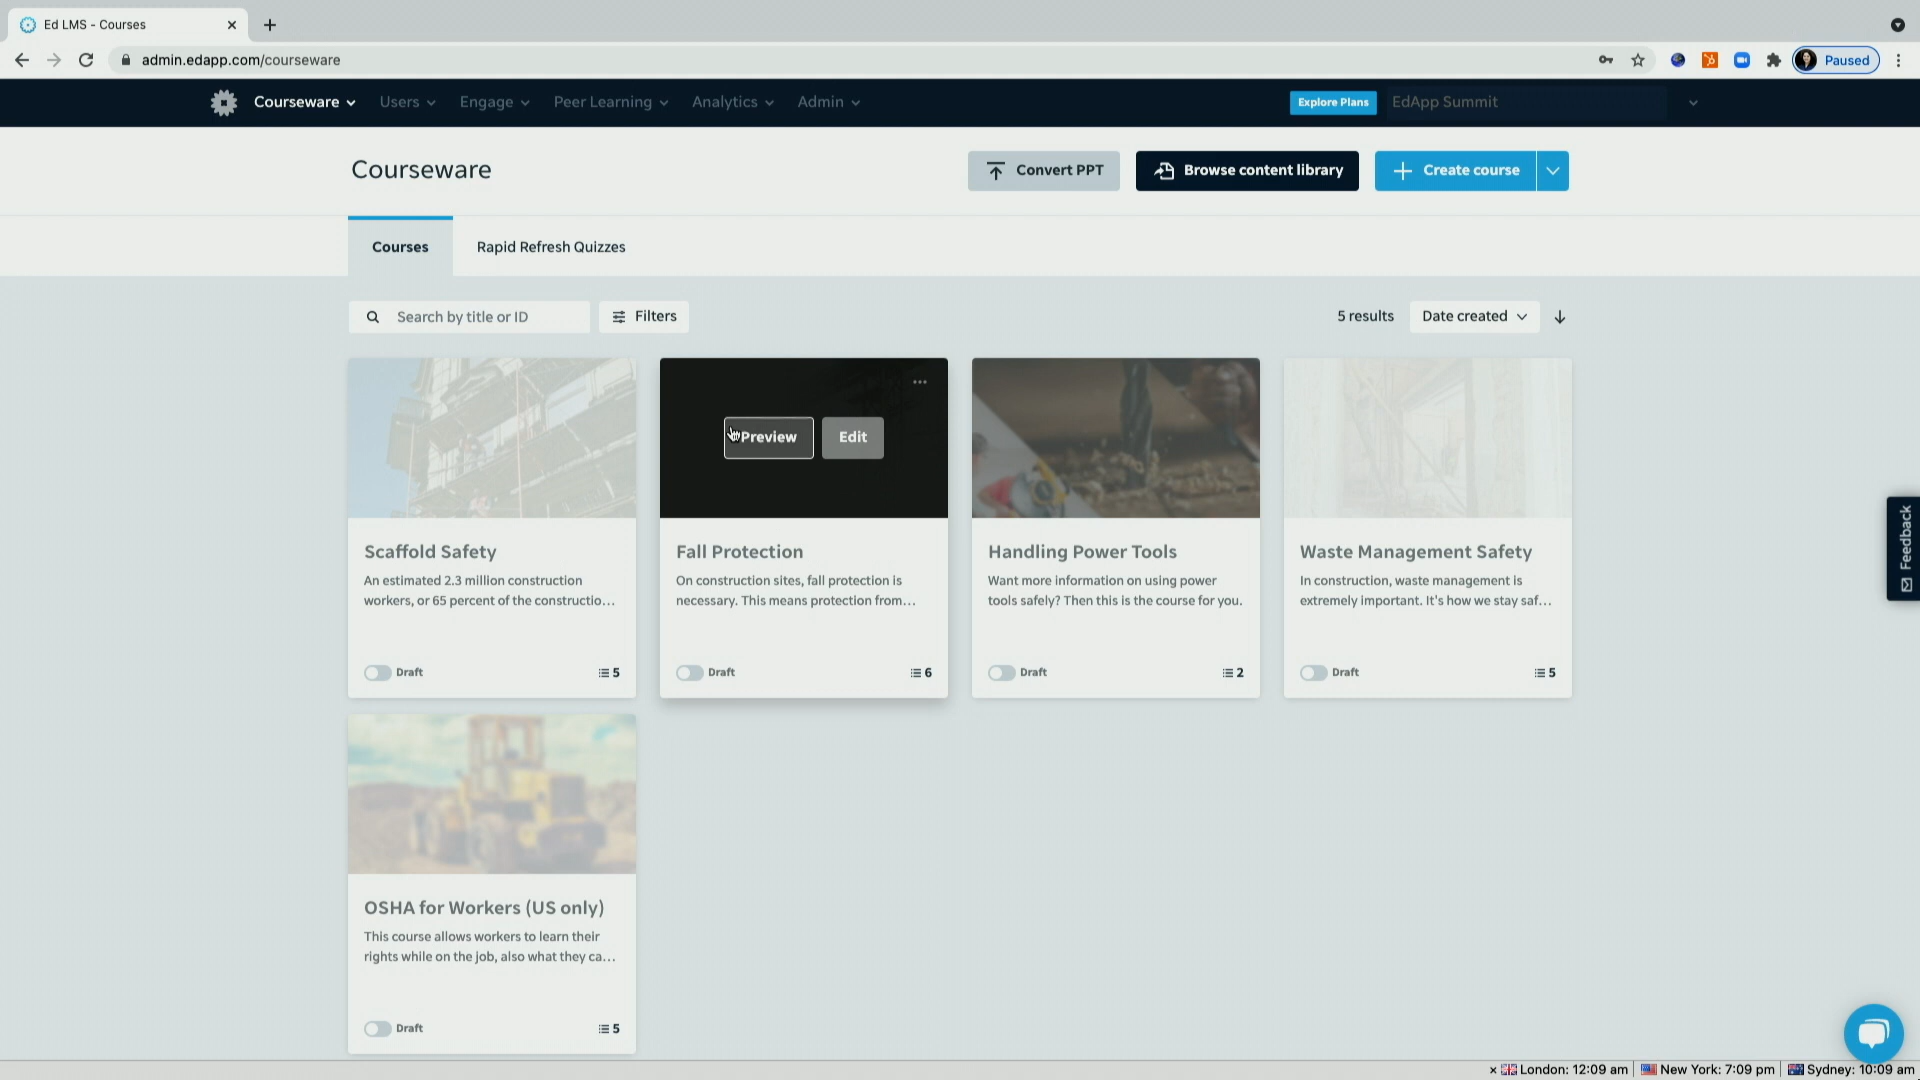 Ed LMS - Courses
admin.edapp.com/courseware
Paused
Courseware
Users
Engage
Peer Learning
Analytics
Admin
Explore Plans
EdApp Summit
Courseware
Convert PPT
Browse content library
Create course
Courses
Rapid Refresh Quizzes
Search by title or ID
Filters
5 results
Date created
Preview
Edit
Scaffold Safety
An estimated 2.3 million construction
workers, or 65 percent of the constructio...
Draft
5
Fall Protection
On construction sites, fall protection is
necessary. This means protection from...
Draft
6
Handling Power Tools
Want more information on using power
tools safely? Then this is the course for you.
Draft
2
Waste Management Safety
In construction, waste management is
extremely important. It's how we stay saf...
Draft
5
Feedback
OSHA for Workers (US only)
This course allows workers to learn their
rights while on the job, also what they ca...
Draft
5
London: 12:09 am
New York: 7:09 pm
Sydney: 10:09 am